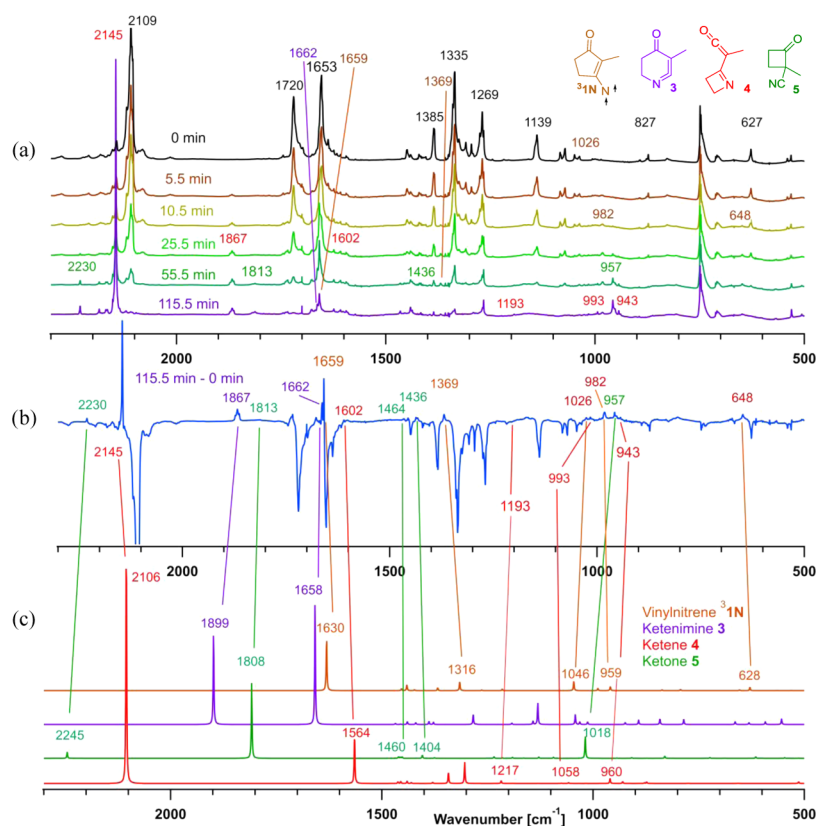 2109
2145
1662
1659
1653
1335
1369
1720
1385
1269
1139
1026
827
627
O
O
O
O
N
³1N
N 3
N 4
NC 5
(a)
0 min
5.5 min
10.5 min
982
648
25.5 min
1867
1602
2230
1813
55.5 min
1436
957
115.5 min
1193
993
943
2000
1500
1000
500
(b)
115.5 min - 0 min
1659
1662
1867
2230
1813
1602
1464
1436
1369
1026
982
957
648
2145
1193
993
943
2000
1500
1000
500
(c)
2106
1899
1808
1658
1630
1316
1046
959
628
Vinylnitrene ³1N
Ketenimine 3
Ketene 4
Ketone 5
2245
1564
1460
1404
1018
1217
1058
960
2000
1500
1000
500
Wavenumber [cm⁻¹]